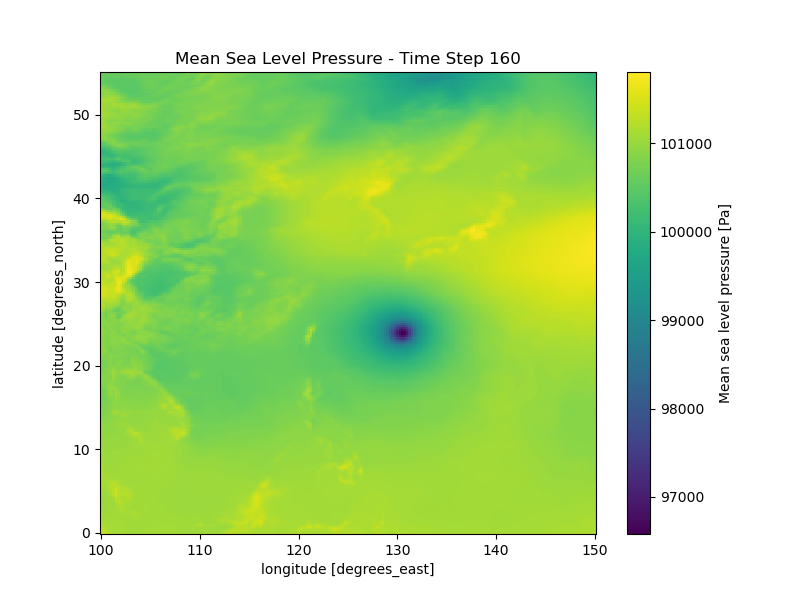 Mean Sea Level Pressure - Time Step 160
50
40
30
20
10
0
100 110 120 130 140 150
longitude [degrees_east]
latitude [degrees_north]
101000
100000
99000
98000
97000
Mean sea level pressure [Pa]